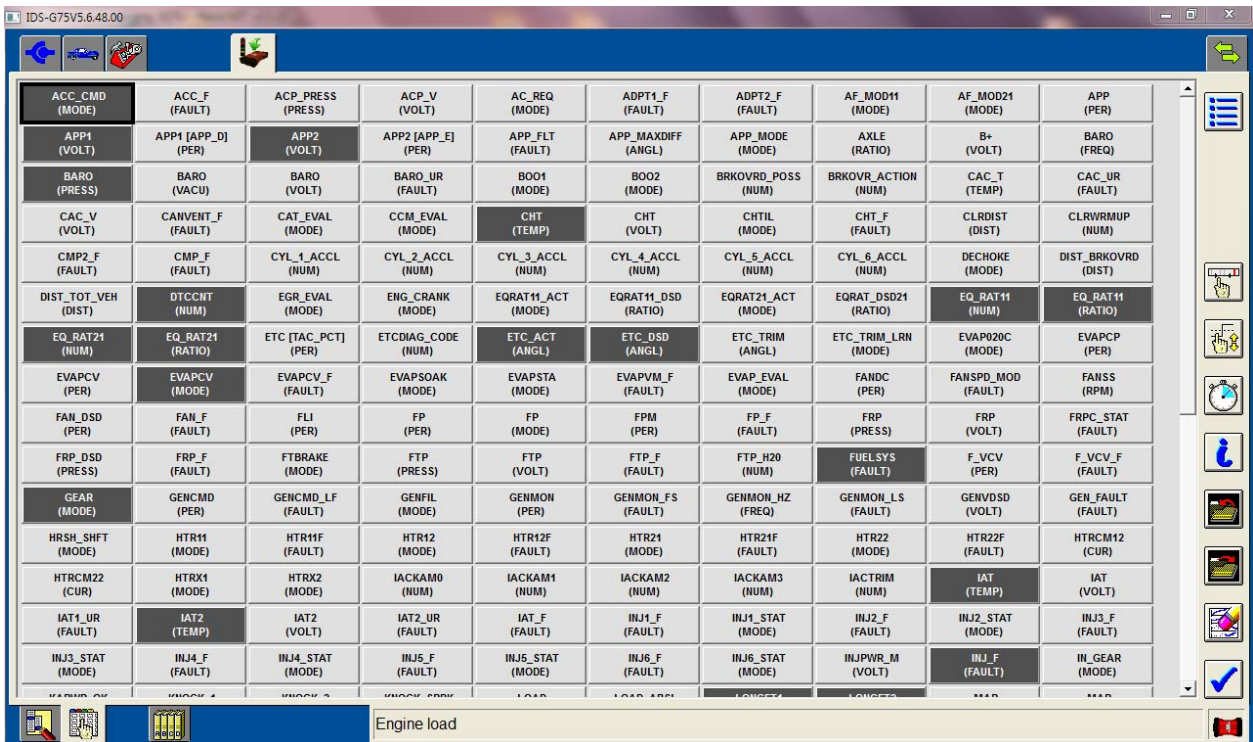 IDS-G75V5.6.48.00
ACC_CMD (MODE) ACC_F (FAULT) ACP_PRESS (PRESS) ACP_V (VOLT) AC_REQ (MODE) ADPT1_F (FAULT) ADPT2_F (FAULT) AF_MOD11 (MODE) AF_MOD21 (MODE) APP (PER)
APP1 (VOLT) APP1 [APP_D] (PER) APP2 (VOLT) APP2 [APP_E] (PER) APP_FLT (FAULT) APP_MAXDIFF (ANGL) APP_MODE (MODE) AXLE (RATIO) B+ (VOLT) BARO (FREQ)
BARO (PRESS) BARO (VACU) BARO (VOLT) BARO_UR (FAULT) BOO1 (MODE) BOO2 (MODE) BRKOVRD_POSS (NUM) BRKOVR_ACTION (NUM) CAC_T (TEMP) CAC_UR (FAULT)
CAC_V (VOLT) CANVENT_F (FAULT) CAT_EVAL (MODE) CCM_EVAL (MODE) CHT (TEMP) CHT (VOLT) CHTIL (MODE) CHT_F (FAULT) CLRDIST (DIST) CLRWRMUP (NUM)
CMP2_F (FAULT) CMP_F (FAULT) CYL_1_ACCL (NUM) CYL_2_ACCL (NUM) CYL_3_ACCL (NUM) CYL_4_ACCL (NUM) CYL_5_ACCL (NUM) CYL_6_ACCL (NUM) DECHOKE (MODE) DIST_BRKOVRD (DIST)
DIST_TOT_VEH (DIST) DTCCNT (NUM) EGR_EVAL (MODE) ENG_CRANK (MODE) EQRAT11_ACT (MODE) EQRAT11_DSD (RATIO) EQRAT21_ACT (MODE) EQRAT_DSD21 (RATIO) EQ_RAT11 (NUM) EQ_RAT11 (RATIO)
EQ_RAT21 (NUM) EQ_RAT21 (RATIO) ETC [TAC_PCT] (PER) ETCDIAG_CODE (NUM) ETC_ACT (ANGL) ETC_DSD (ANGL) ETC_TRIM (ANGL) ETC_TRIM_LRN (MODE) EVAP020C (MODE) EVAPCP (PER)
EVAPCV (PER) EVAPCV (MODE) EVAPCV_F (FAULT) EVAPSOAK (MODE) EVAPSTA (MODE) EVAPVM_F (FAULT) EVAP_EVAL (MODE) FANDC (PER) FANSPD_MOD (FAULT) FANSS (RPM)
FAN_DSD (PER) FAN_F (FAULT) FLI (PER) FP (PER) FP (MODE) FPM (PER) FP_F (FAULT) FRP (PRESS) FRP (VOLT) FRPC_STAT (FAULT)
FRP_DSD (PRESS) FRP_F (FAULT) FTBRAKE (MODE) FTP (PRESS) FTP (VOLT) FTP_F (FAULT) FTP_H20 (NUM) FUELSYS (FAULT) F_VCV (PER) F_VCV_F (FAULT)
GEAR (MODE) GENCMD (PER) GENCMD_LF (FAULT) GENFIL (MODE) GENMON (PER) GENMON_FS (FAULT) GENMON_HZ (FREQ) GENMON_LS (FAULT) GENVDSD (VOLT) GEN_FAULT (FAULT)
HRSH_SHFT (MODE) HTR11 (MODE) HTR11F (FAULT) HTR12 (MODE) HTR12F (FAULT) HTR21 (MODE) HTR21F (FAULT) HTR22 (MODE) HTR22F (FAULT) HTRCM12 (CUR)
HTRCM22 (CUR) HTRX1 (MODE) HTRX2 (MODE) IACKAM0 (NUM) IACKAM1 (NUM) IACKAM2 (NUM) IACKAM3 (NUM) IACTRIM (NUM) IAT (TEMP) IAT (VOLT)
IAT1_UR (FAULT) IAT2 (TEMP) IAT2 (VOLT) IAT2_UR (FAULT) IAT_F (FAULT) INJ1_F (FAULT) INJ1_STAT (MODE) INJ2_F (FAULT) INJ2_STAT (MODE) INJ3_F (FAULT)
INJ3_STAT (MODE) INJ4_F (FAULT) INJ4_STAT (MODE) INJ5_F (FAULT) INJ5_STAT (MODE) INJ6_F (FAULT) INJ6_STAT (MODE) INJPWR_M (VOLT) INJ_F (FAULT) IN_GEAR (MODE)
Engine load